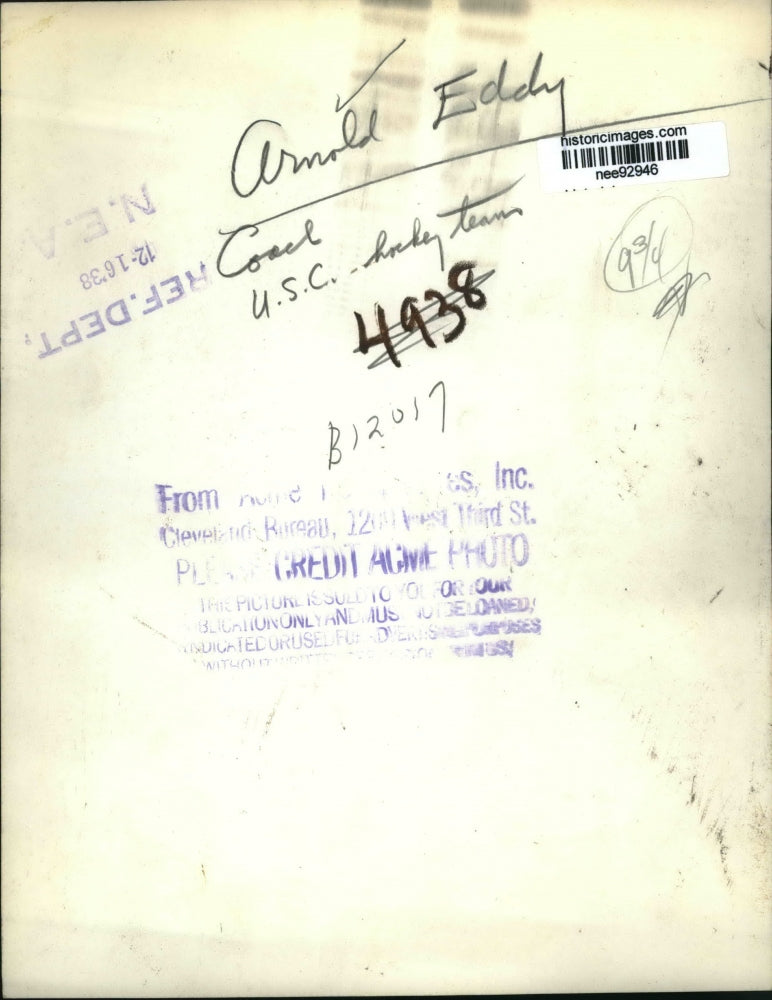 Arnold Eddy
historicimages.com
nee92946
Coach
U.S.C. - hockey team
9 3/4
N.E.A.
12-16'38
REF. DEPT.
4938
B12017
From Acme Inc.
Cleveland Bureau, 1200 West Third St.
PLEASE CREDIT ACME PHOTO
THIS PICTURE IS SOLD TO YOU FOR YOUR
PUBLICATION ONLY AND MUST NOT BE LOANED,
SYNDICATED OR USED FOR ADVERTISING PURPOSES
WITHOUT WRITTEN